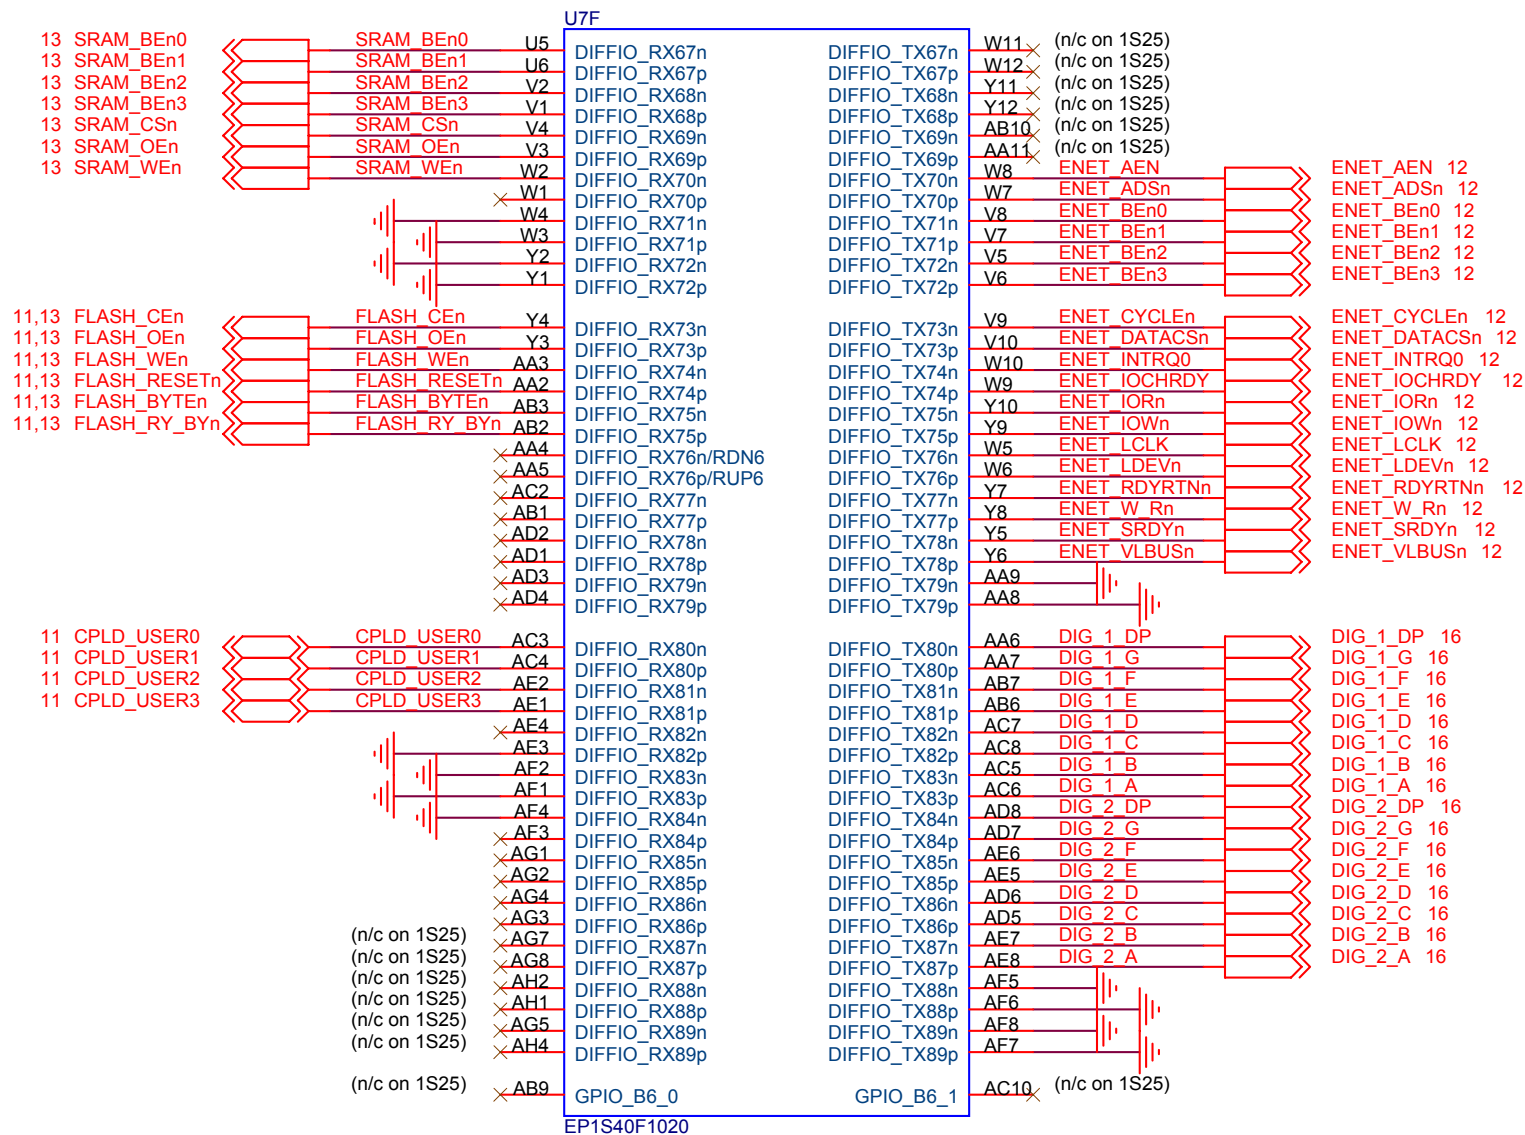 U7F
13 SRAM_BEn0 SRAM_BEn0 U5 DIFFIO_RX67n DIFFIO_TX67n W11 (n/c on 1S25)
13 SRAM_BEn1 SRAM_BEn1 U6 DIFFIO_RX67p DIFFIO_TX67p W12 (n/c on 1S25)
13 SRAM_BEn2 SRAM_BEn2 V2 DIFFIO_RX68n DIFFIO_TX68n Y11 (n/c on 1S25)
13 SRAM_BEn3 SRAM_BEn3 V1 DIFFIO_RX68p DIFFIO_TX68p Y12 (n/c on 1S25)
13 SRAM_CSn SRAM_CSn V4 DIFFIO_RX69n DIFFIO_TX69n AB10 (n/c on 1S25)
13 SRAM_OEn SRAM_OEn V3 DIFFIO_RX69p DIFFIO_TX69p AA11 (n/c on 1S25)
13 SRAM_WEn SRAM_WEn W2 DIFFIO_RX70n DIFFIO_TX70n W8 ENET_AEN ENET_AEN 12
W1 DIFFIO_RX70p DIFFIO_TX70p W7 ENET_ADSn ENET_ADSn 12
W4 DIFFIO_RX71n DIFFIO_TX71n V8 ENET_BEn0 ENET_BEn0 12
W3 DIFFIO_RX71p DIFFIO_TX71p V7 ENET_BEn1 ENET_BEn1 12
Y2 DIFFIO_RX72n DIFFIO_TX72n V5 ENET_BEn2 ENET_BEn2 12
Y1 DIFFIO_RX72p DIFFIO_TX72p V6 ENET_BEn3 ENET_BEn3 12
11,13 FLASH_CEn FLASH_CEn Y4 DIFFIO_RX73n DIFFIO_TX73n V9 ENET_CYCLEn ENET_CYCLEn 12
11,13 FLASH_OEn FLASH_OEn Y3 DIFFIO_RX73p DIFFIO_TX73p V10 ENET_DATACSn ENET_DATACSn 12
11,13 FLASH_WEn FLASH_WEn AA3 DIFFIO_RX74n DIFFIO_TX74n W10 ENET_INTRQ0 ENET_INTRQ0 12
11,13 FLASH_RESETn FLASH_RESETn AA2 DIFFIO_RX74p DIFFIO_TX74p W9 ENET_IOCHRDY ENET_IOCHRDY 12
11,13 FLASH_BYTEn FLASH_BYTEn AB3 DIFFIO_RX75n DIFFIO_TX75n Y10 ENET_IORn ENET_IORn 12
11,13 FLASH_RY_BYn FLASH_RY_BYn AB2 DIFFIO_RX75p DIFFIO_TX75p Y9 ENET_IOWn ENET_IOWn 12
AA4 DIFFIO_RX76n/RDN6 DIFFIO_TX76n W5 ENET_LCLK ENET_LCLK 12
AA5 DIFFIO_RX76p/RUP6 DIFFIO_TX76p W6 ENET_LDEVn ENET_LDEVn 12
AC2 DIFFIO_RX77n DIFFIO_TX77n Y7 ENET_RDYRTNn ENET_RDYRTNn 12
AB1 DIFFIO_RX77p DIFFIO_TX77p Y8 ENET_W_Rn ENET_W_Rn 12
AD2 DIFFIO_RX78n DIFFIO_TX78n Y5 ENET_SRDYn ENET_SRDYn 12
AD1 DIFFIO_RX78p DIFFIO_TX78p Y6 ENET_VLBUSn ENET_VLBUSn 12
AD3 DIFFIO_RX79n DIFFIO_TX79n AA9
AD4 DIFFIO_RX79p DIFFIO_TX79p AA8
11 CPLD_USER0 CPLD_USER0 AC3 DIFFIO_RX80n DIFFIO_TX80n AA6 DIG_1_DP DIG_1_DP 16
11 CPLD_USER1 CPLD_USER1 AC4 DIFFIO_RX80p DIFFIO_TX80p AA7 DIG_1_G DIG_1_G 16
11 CPLD_USER2 CPLD_USER2 AE2 DIFFIO_RX81n DIFFIO_TX81n AB7 DIG_1_F DIG_1_F 16
11 CPLD_USER3 CPLD_USER3 AE1 DIFFIO_RX81p DIFFIO_TX81p AB6 DIG_1_E DIG_1_E 16
AE4 DIFFIO_RX82n DIFFIO_TX82n AC7 DIG_1_D DIG_1_D 16
AE3 DIFFIO_RX82p DIFFIO_TX82p AC8 DIG_1_C DIG_1_C 16
AF2 DIFFIO_RX83n DIFFIO_TX83n AC5 DIG_1_B DIG_1_B 16
AF1 DIFFIO_RX83p DIFFIO_TX83p AC6 DIG_1_A DIG_1_A 16
AF4 DIFFIO_RX84n DIFFIO_TX84n AD8 DIG_2_DP DIG_2_DP 16
AF3 DIFFIO_RX84p DIFFIO_TX84p AD7 DIG_2_G DIG_2_G 16
AG1 DIFFIO_RX85n DIFFIO_TX85n AE6 DIG_2_F DIG_2_F 16
AG2 DIFFIO_RX85p DIFFIO_TX85p AE5 DIG_2_E DIG_2_E 16
AG4 DIFFIO_RX86n DIFFIO_TX86n AD6 DIG_2_D DIG_2_D 16
AG3 DIFFIO_RX86p DIFFIO_TX86p AD5 DIG_2_C DIG_2_C 16
(n/c on 1S25) AG7 DIFFIO_RX87n DIFFIO_TX87n AE7 DIG_2_B DIG_2_B 16
(n/c on 1S25) AG8 DIFFIO_RX87p DIFFIO_TX87p AE8 DIG_2_A DIG_2_A 16
(n/c on 1S25) AH2 DIFFIO_RX88n DIFFIO_TX88n AF5
(n/c on 1S25) AH1 DIFFIO_RX88p DIFFIO_TX88p AF6
(n/c on 1S25) AG5 DIFFIO_RX89n DIFFIO_TX89n AF8
(n/c on 1S25) AH4 DIFFIO_RX89p DIFFIO_TX89p AF7
(n/c on 1S25) AB9 GPIO_B6_0 GPIO_B6_1 AC10 (n/c on 1S25)
EP1S40F1020